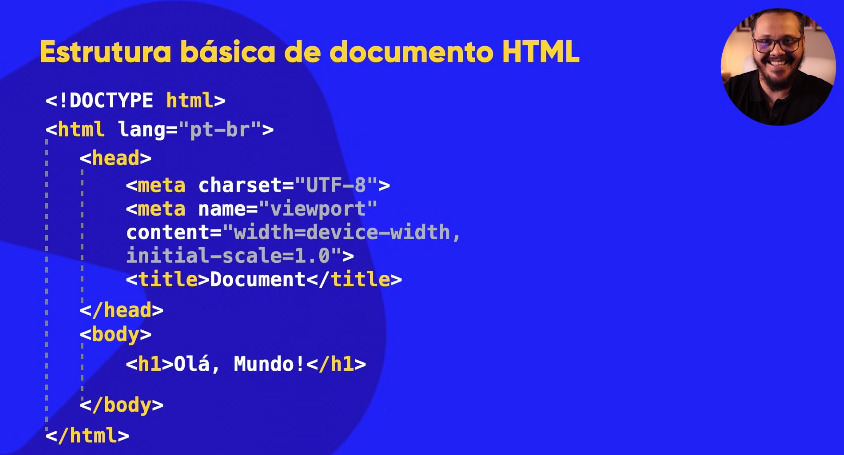 Estrutura básica de documento HTML
<!DOCTYPE html>
<html lang="pt-br">
<head>
<meta charset="UTF-8">
<meta name="viewport"
content="width=device-width,
initial-scale=1.0">
<title>Document</title>
</head>
<body>
<h1>Olá, Mundo!</h1>
</body>
</html>